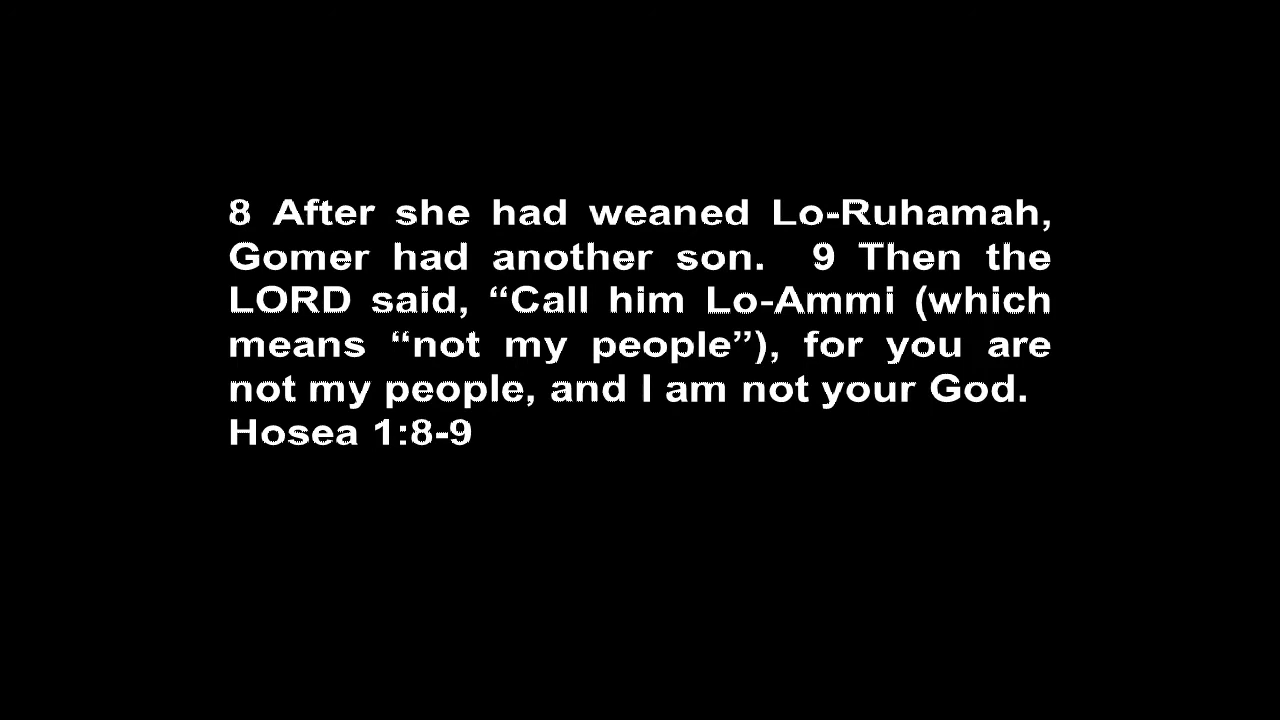 8 After she had weaned Lo-Ruhamah,
Gomer had another son. 9 Then the
LORD said, “Call him Lo-Ammi (which
means “not my people”), for you are
not my people, and I am not your God.
Hosea 1:8-9